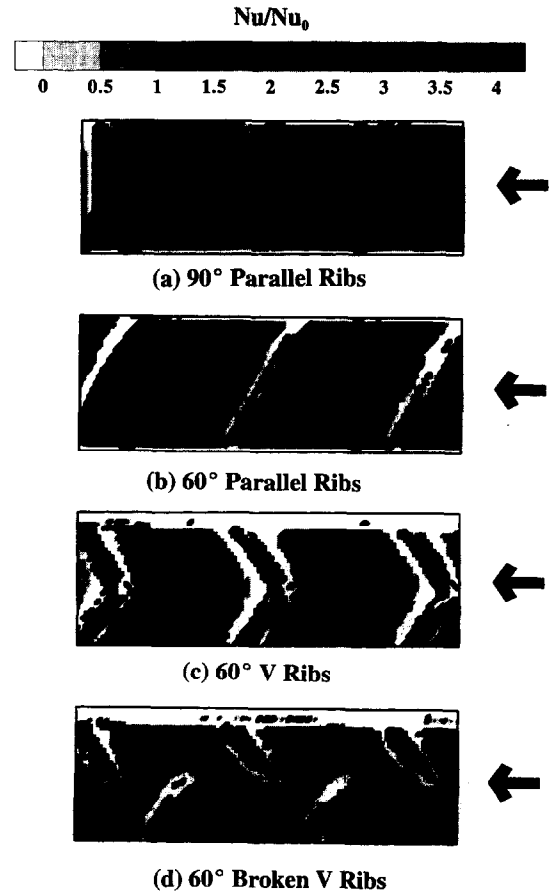 Nu/Nu₀
0 0.5 1 1.5 2 2.5 3 3.5 4
(a) 90° Parallel Ribs
(b) 60° Parallel Ribs
(c) 60° V Ribs
(d) 60° Broken V Ribs